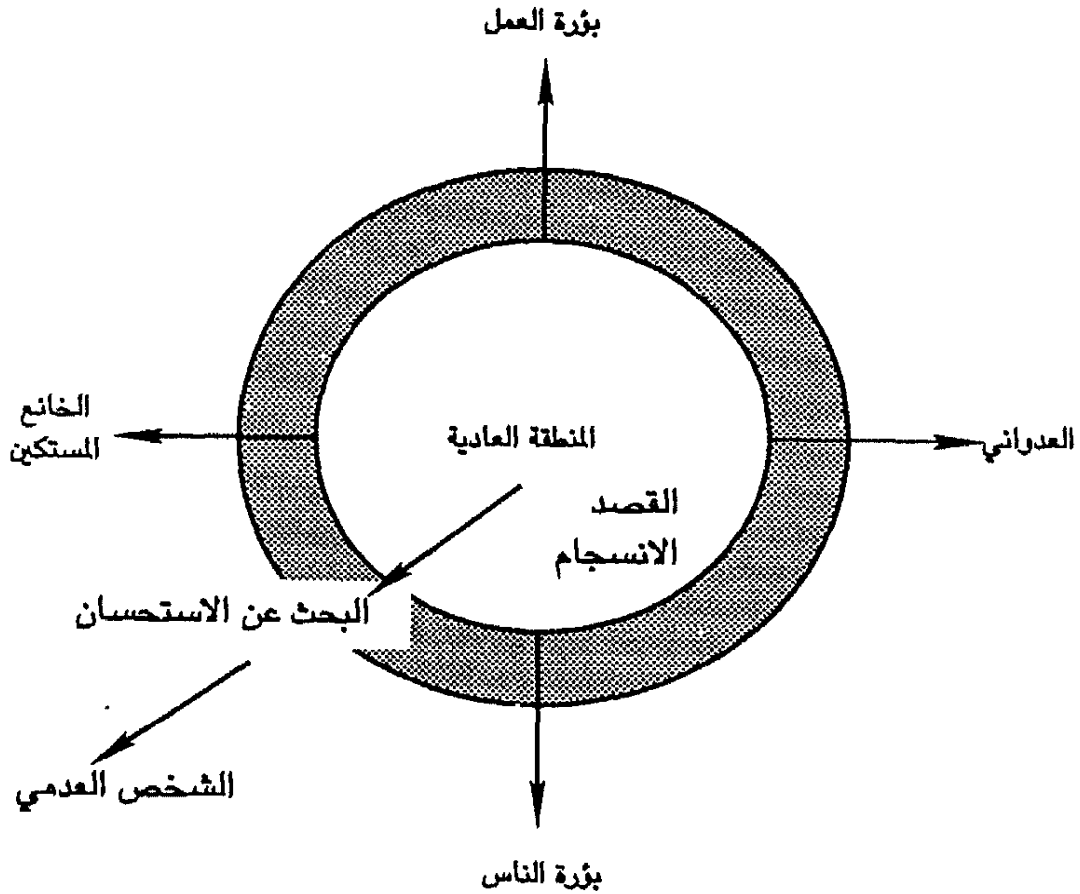 بؤرة العمل
الخانع
المستكين
المنطقة العادية
العدواني
القصد
الانسجام
البحث عن الاستحسان
الشخص العدمي
بؤرة الناس